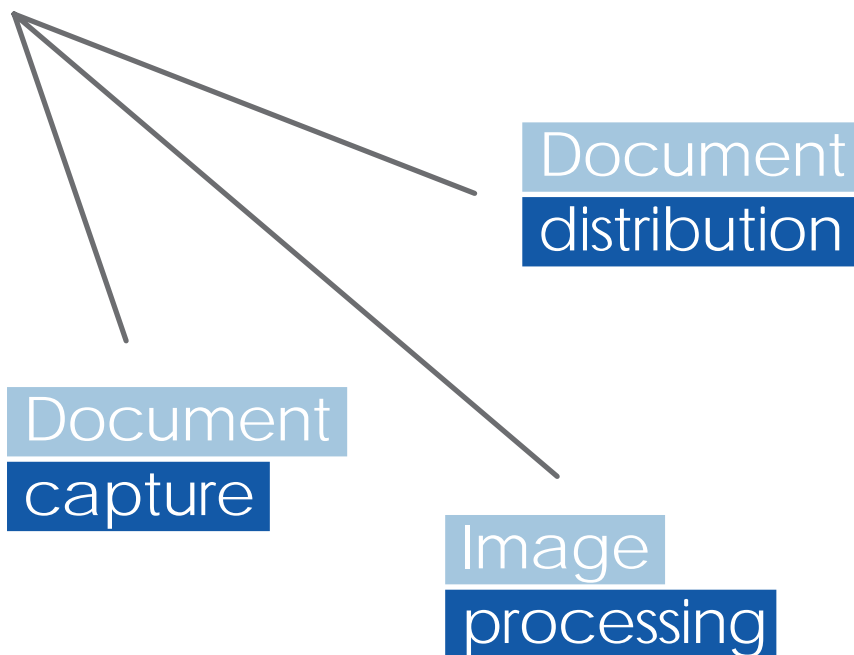 Document
distribution
Document
capture
Image
processing